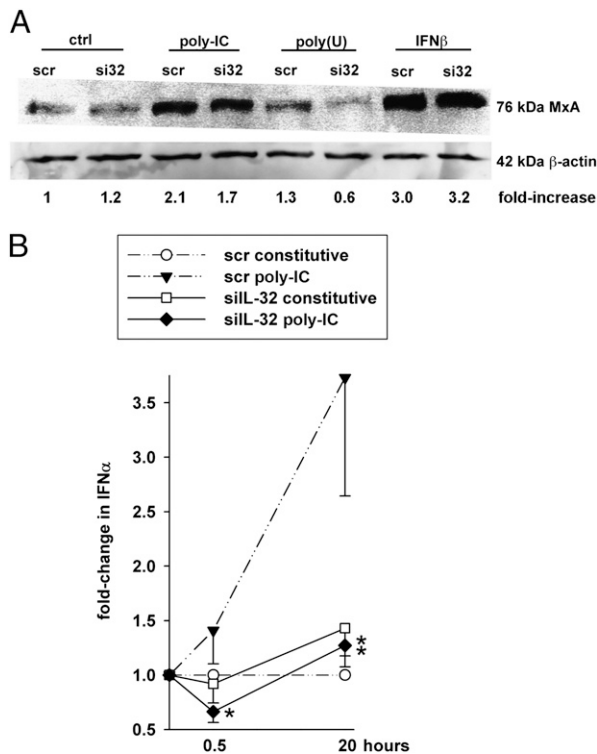 A
ctrl poly-IC poly(U) IFNβ
scr si32 scr si32 scr si32 scr si32
76 kDa MxA
42 kDa β-actin
1 1.2 2.1 1.7 1.3 0.6 3.0 3.2 fold-increase
B
scr constitutive
scr poly-IC
siIL-32 constitutive
siIL-32 poly-IC
fold-change in IFNα
3.5
3.0
2.5
2.0
1.5
1.0
0.5
*
*
*
0.5 20 hours